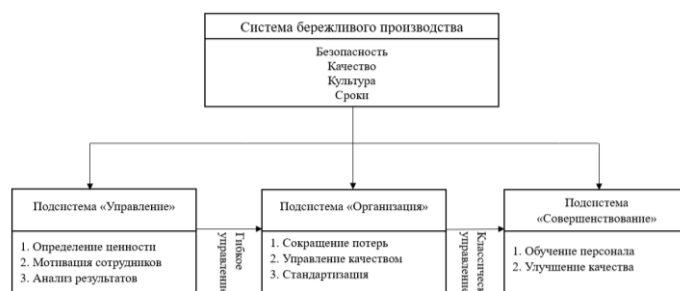 Система бережливого производства
Безопасность
Качество
Культура
Сроки
Подсистема «Управление»
1. Определение ценности
2. Мотивация сотрудников
3. Анализ результатов
Гибкое
управление
Подсистема «Организация»
1. Сокращение потерь
2. Управление качеством
3. Стандартизация
Подсистема
«Совершенствование»
1. Обучение персонала
2. Улучшение качества